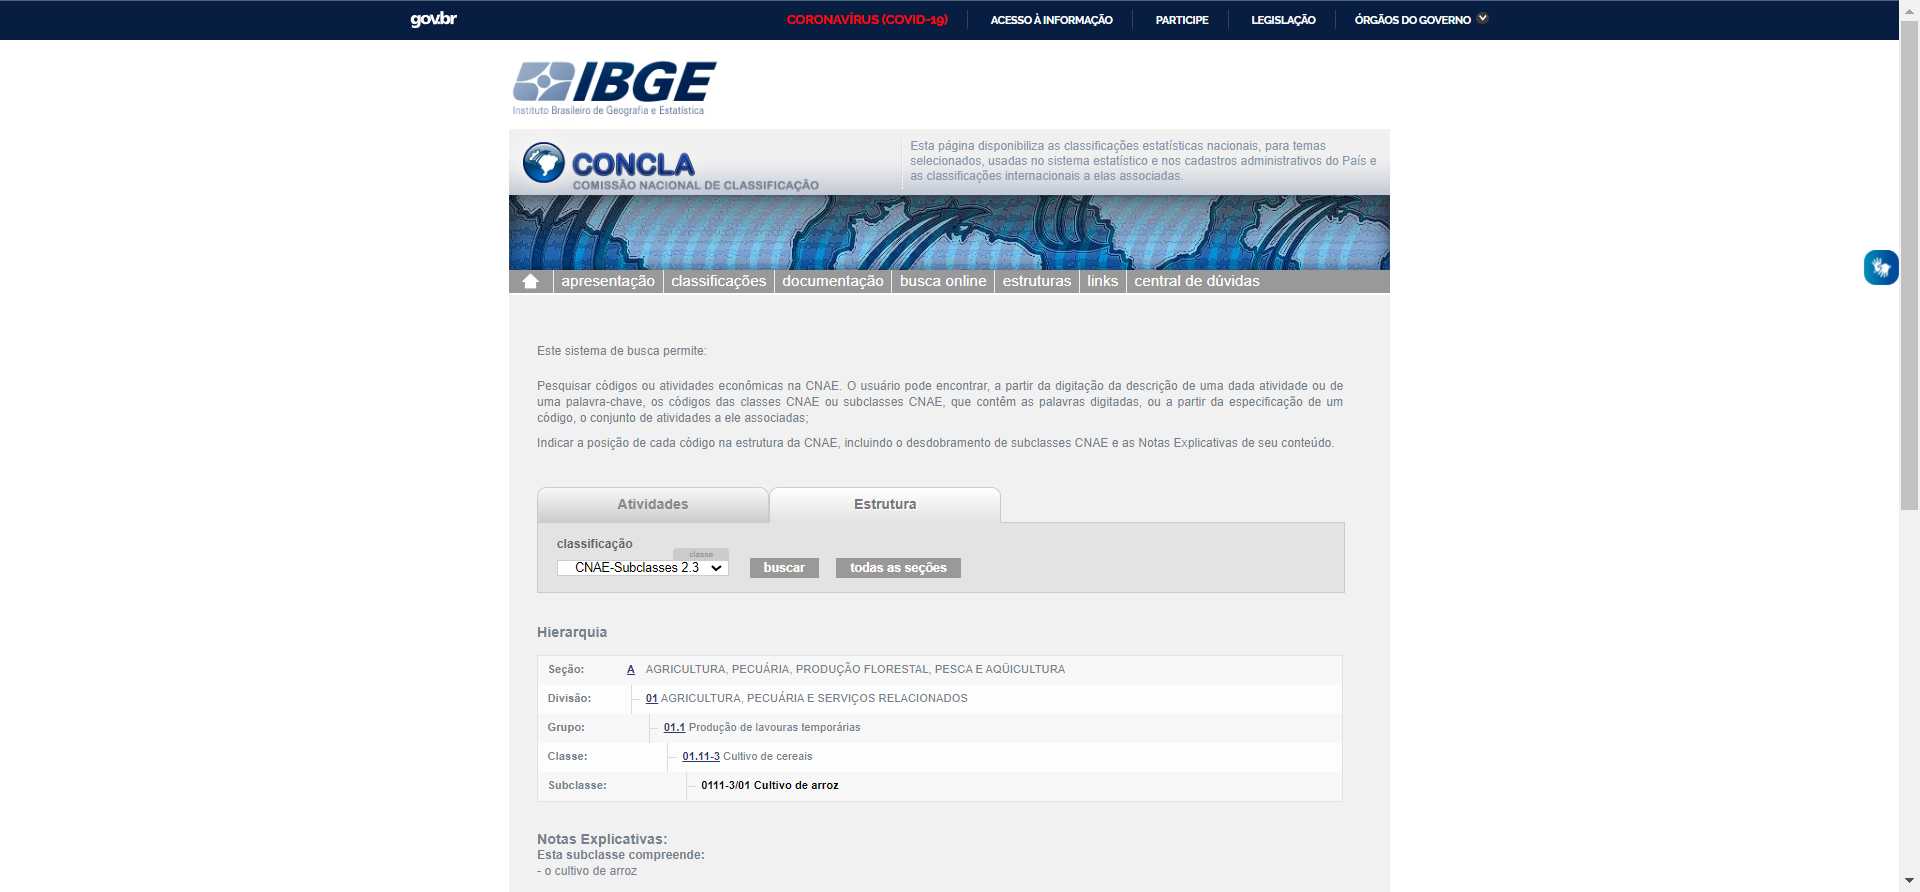 gov.br
CORONAVÍRUS (COVID-19)
ACESSO À INFORMAÇÃO
PARTICIPE
LEGISLAÇÃO
ÓRGÃOS DO GOVERNO
IBGE
Instituto Brasileiro de Geografia e Estatística
CONCLA
COMISSÃO NACIONAL DE CLASSIFICAÇÃO
Esta página disponibiliza as classificações estatísticas nacionais, para temas
selecionados, usadas no sistema estatístico e nos cadastros administrativos do País e
as classificações internacionais a elas associadas.
apresentação
classificações
documentação
busca online
estruturas
links
central de dúvidas
Este sistema de busca permite:
Pesquisar códigos ou atividades econômicas na CNAE. O usuário pode encontrar, a partir da digitação da descrição de uma dada atividade ou de
uma palavra-chave, os códigos das classes CNAE ou subclasses CNAE, que contêm as palavras digitadas, ou a partir da especificação de um
código, o conjunto de atividades a ele associadas;
Indicar a posição de cada código na estrutura da CNAE, incluindo o desdobramento de subclasses CNAE e as Notas Explicativas de seu conteúdo.
Atividades
Estrutura
classificação
classe
CNAE-Subclasses 2.3
buscar
todas as seções
Hierarquia
Seção: A AGRICULTURA, PECUÁRIA, PRODUÇÃO FLORESTAL, PESCA E AQÜICULTURA
Divisão: 01 AGRICULTURA, PECUÁRIA E SERVIÇOS RELACIONADOS
Grupo: 01.1 Produção de lavouras temporárias
Classe: 01.11-3 Cultivo de cereais
Subclasse: 0111-3/01 Cultivo de arroz
Notas Explicativas:
Esta subclasse compreende:
- o cultivo de arroz